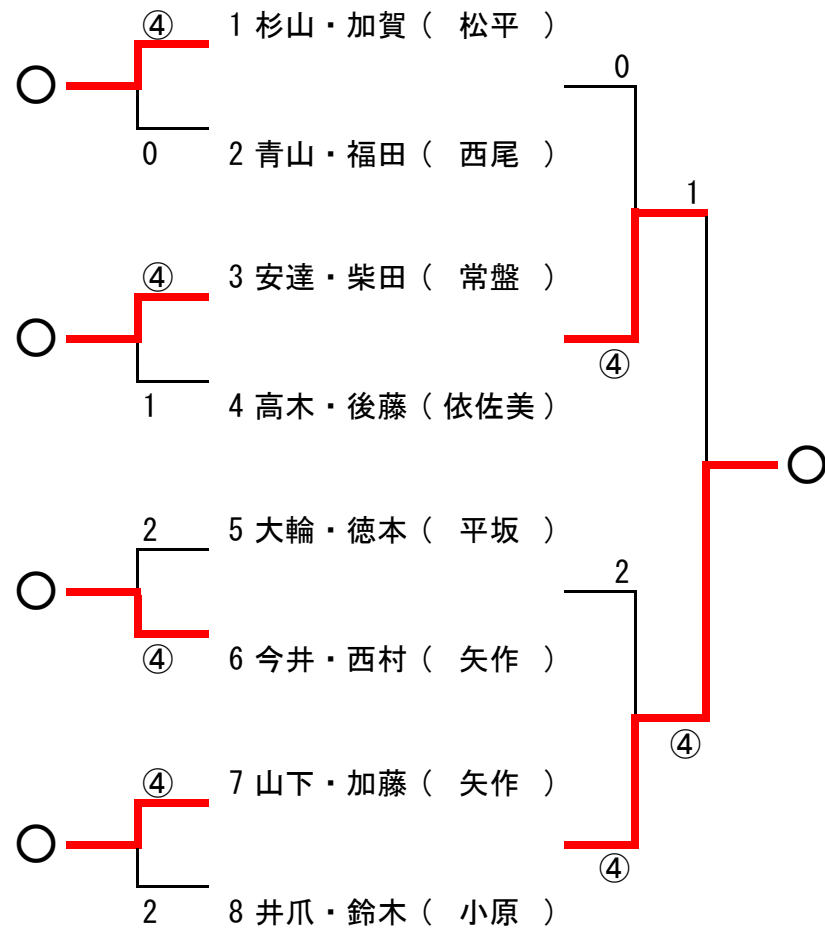 ④ 1 杉山・加賀（ 松平 ）
0
0 2 青山・福田（ 西尾 ）
1
④ 3 安達・柴田（ 常盤 ）
④
1 4 高木・後藤（ 依佐美 ）
2 5 大輪・徳本（ 平坂 ）
2
④ 6 今井・西村（ 矢作 ）
④
④ 7 山下・加藤（ 矢作 ）
④
2 8 井爪・鈴木（ 小原 ）